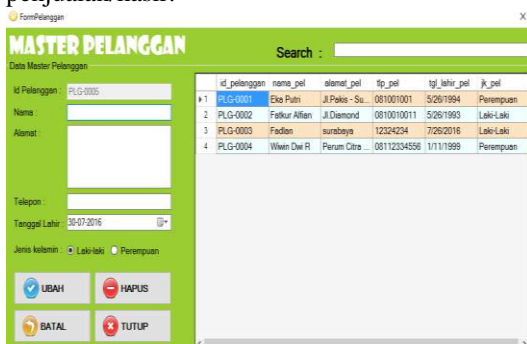 FormPelanggan X
MASTER PELANGGAN
Search :
Data Master Pelanggan
Id Pelanggan : PLG-0005
Nama :
Alamat :
Telepon :
Tanggal Lahir 30-07-2016
Jenis kelamin : Laki-laki Perempuan
UBAH HAPUS
BATAL TUTUP
id_pelanggan nama_pel alamat_pel tlp_pel tgl_lahir_pel jk_pel
1 PLG-0001 Eka Putri Jl.Pakis - Su... 081001001 5/26/1994 Perempuan
2 PLG-0002 Fatkur Alfian Jl.Diamond 0810010011 5/26/1993 Laki-Laki
3 PLG-0003 Fadlan surabaya 12324234 7/26/2016 Laki-Laki
4 PLG-0004 Wiwin Dwi R Perum Citra ... 08112334556 1/11/1999 Perempuan